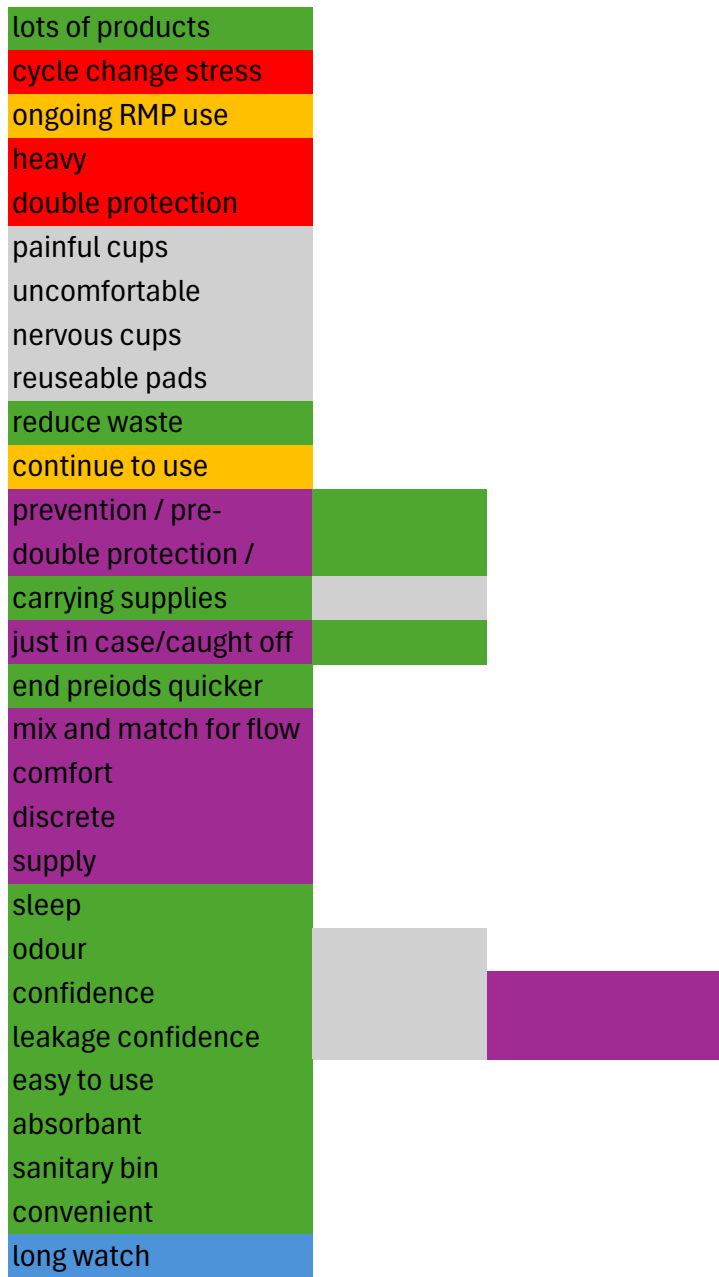 lots of products
cycle change stress
ongoing RMP use
heavy
double protection
painful cups
uncomfortable
nervous cups
reuseable pads
reduce waste
continue to use
prevention / pre-
double protection /
carrying supplies
just in case/caught off
end preiods quicker
mix and match for flow
comfort
discrete
supply
sleep
odour
confidence
leakage confidence
easy to use
absorbant
sanitary bin
convenient
long watch